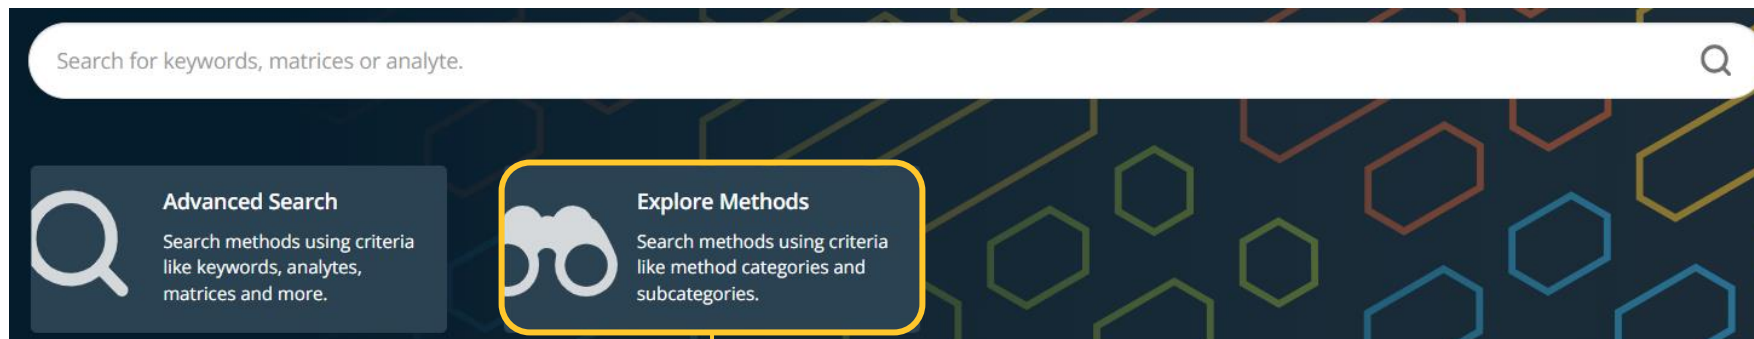 Search for keywords, matrices or analyte.
Advanced Search
Search methods using criteria
like keywords, analytes,
matrices and more.
Explore Methods
Search methods using criteria
like method categories and
subcategories.